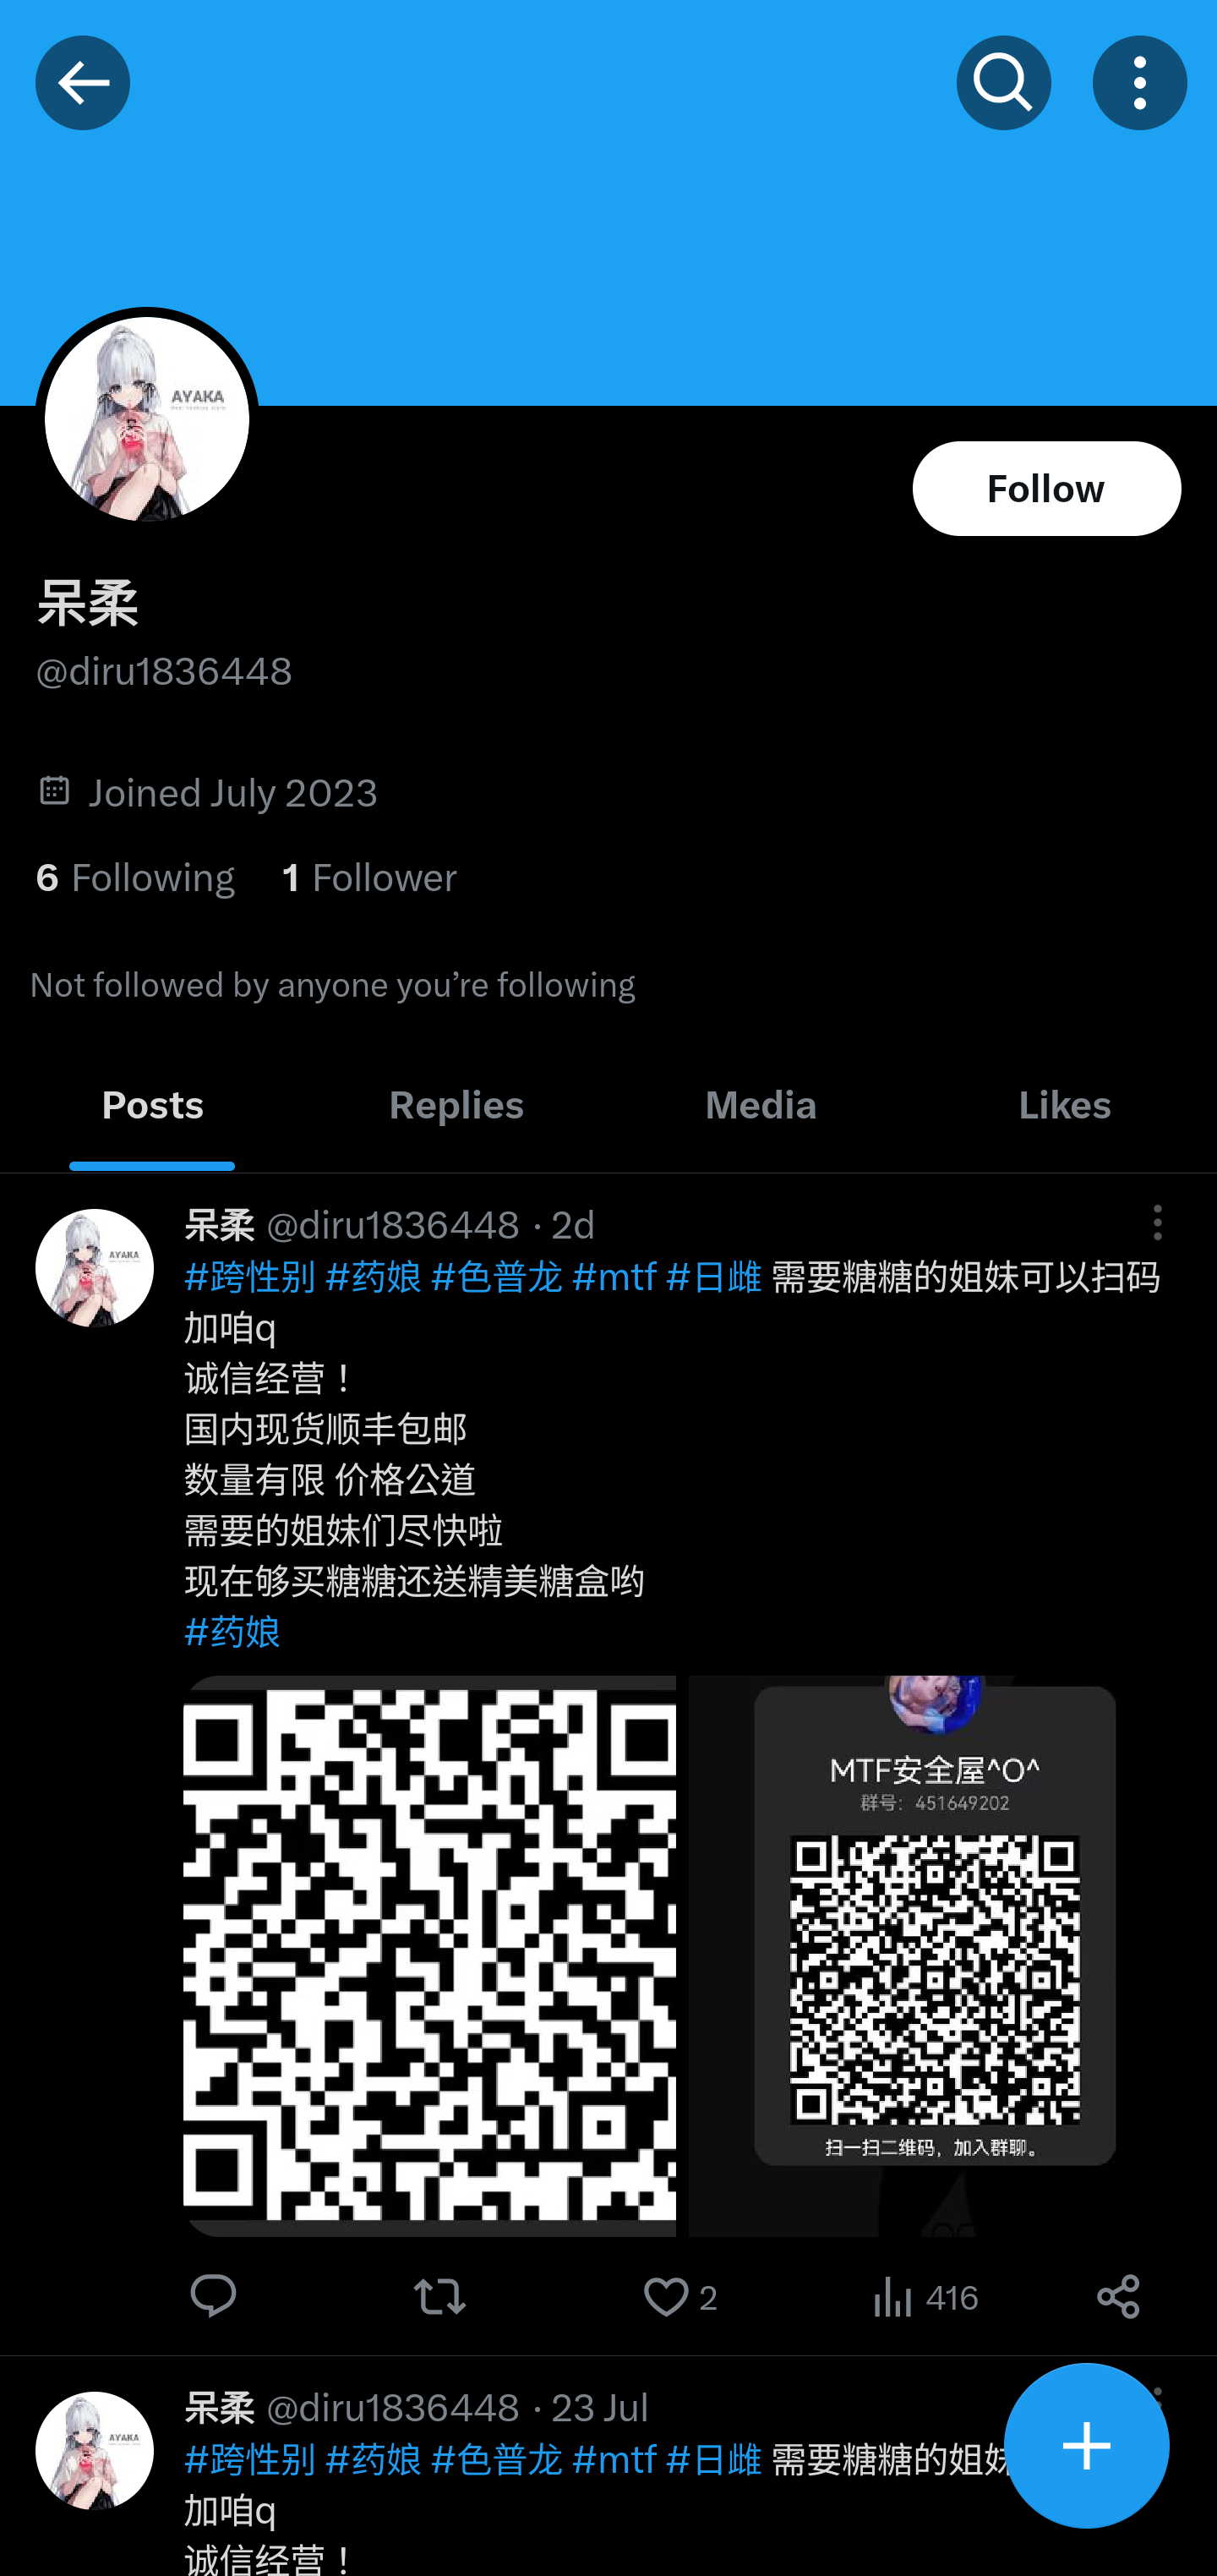 AYAKA
Follow
呆柔
@diru1836448
Joined July 2023
6 Following 1 Follower
Not followed by anyone you’re following
Posts Replies Media Likes
呆柔 @diru1836448 · 2d
#跨性别 #药娘 #色普龙 #mtf #日雌 需要糖糖的姐妹可以扫码
加咱q
诚信经营！
国内现货顺丰包邮
数量有限 价格公道
需要的姐妹们尽快啦
现在够买糖糖还送精美糖盒哟
#药娘
MTF安全屋^O^
群号：451649202
扫一扫二维码，加入群聊。
2 416
呆柔 @diru1836448 · 23 Jul
#跨性别 #药娘 #色普龙 #mtf #日雌 需要糖糖的姐妹
加咱q
诚信经营！
AYAKA
AYAKA